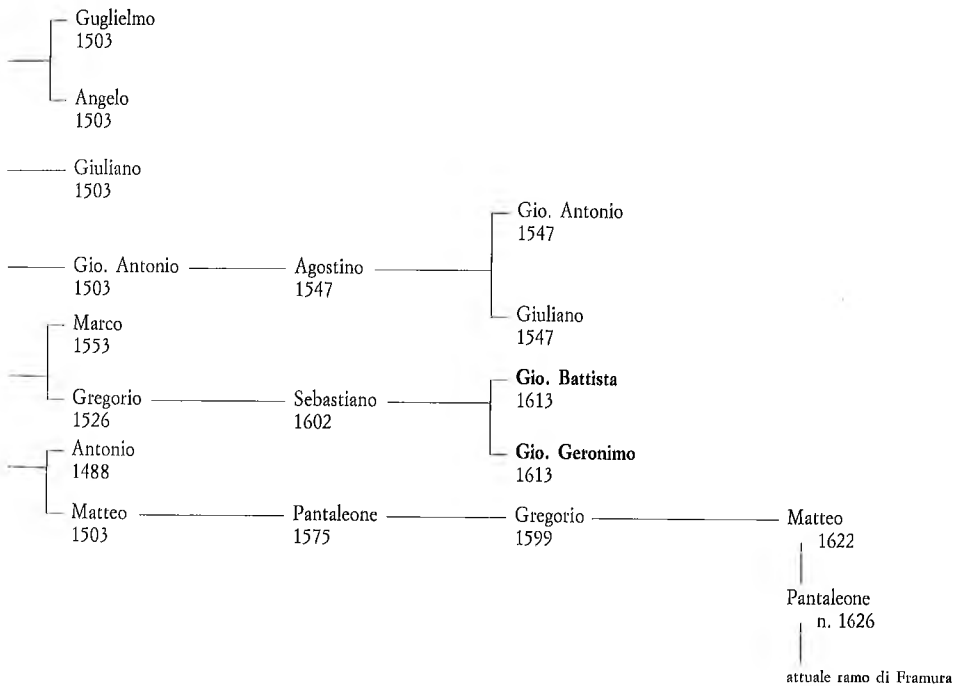 Guglielmo
1503
Angelo
1503
Giuliano
1503
Gio. Antonio
1547
Gio. Antonio
1503
Agostino
1547
Giuliano
1547
Marco
1553
Gio. Battista
1613
Gregorio
1526
Sebastiano
1602
Gio. Geronimo
1613
Antonio
1488
Matteo
1503
Pantaleone
1575
Gregorio
1599
Matteo
1622
Pantaleone
n. 1626
attuale ramo di Framura